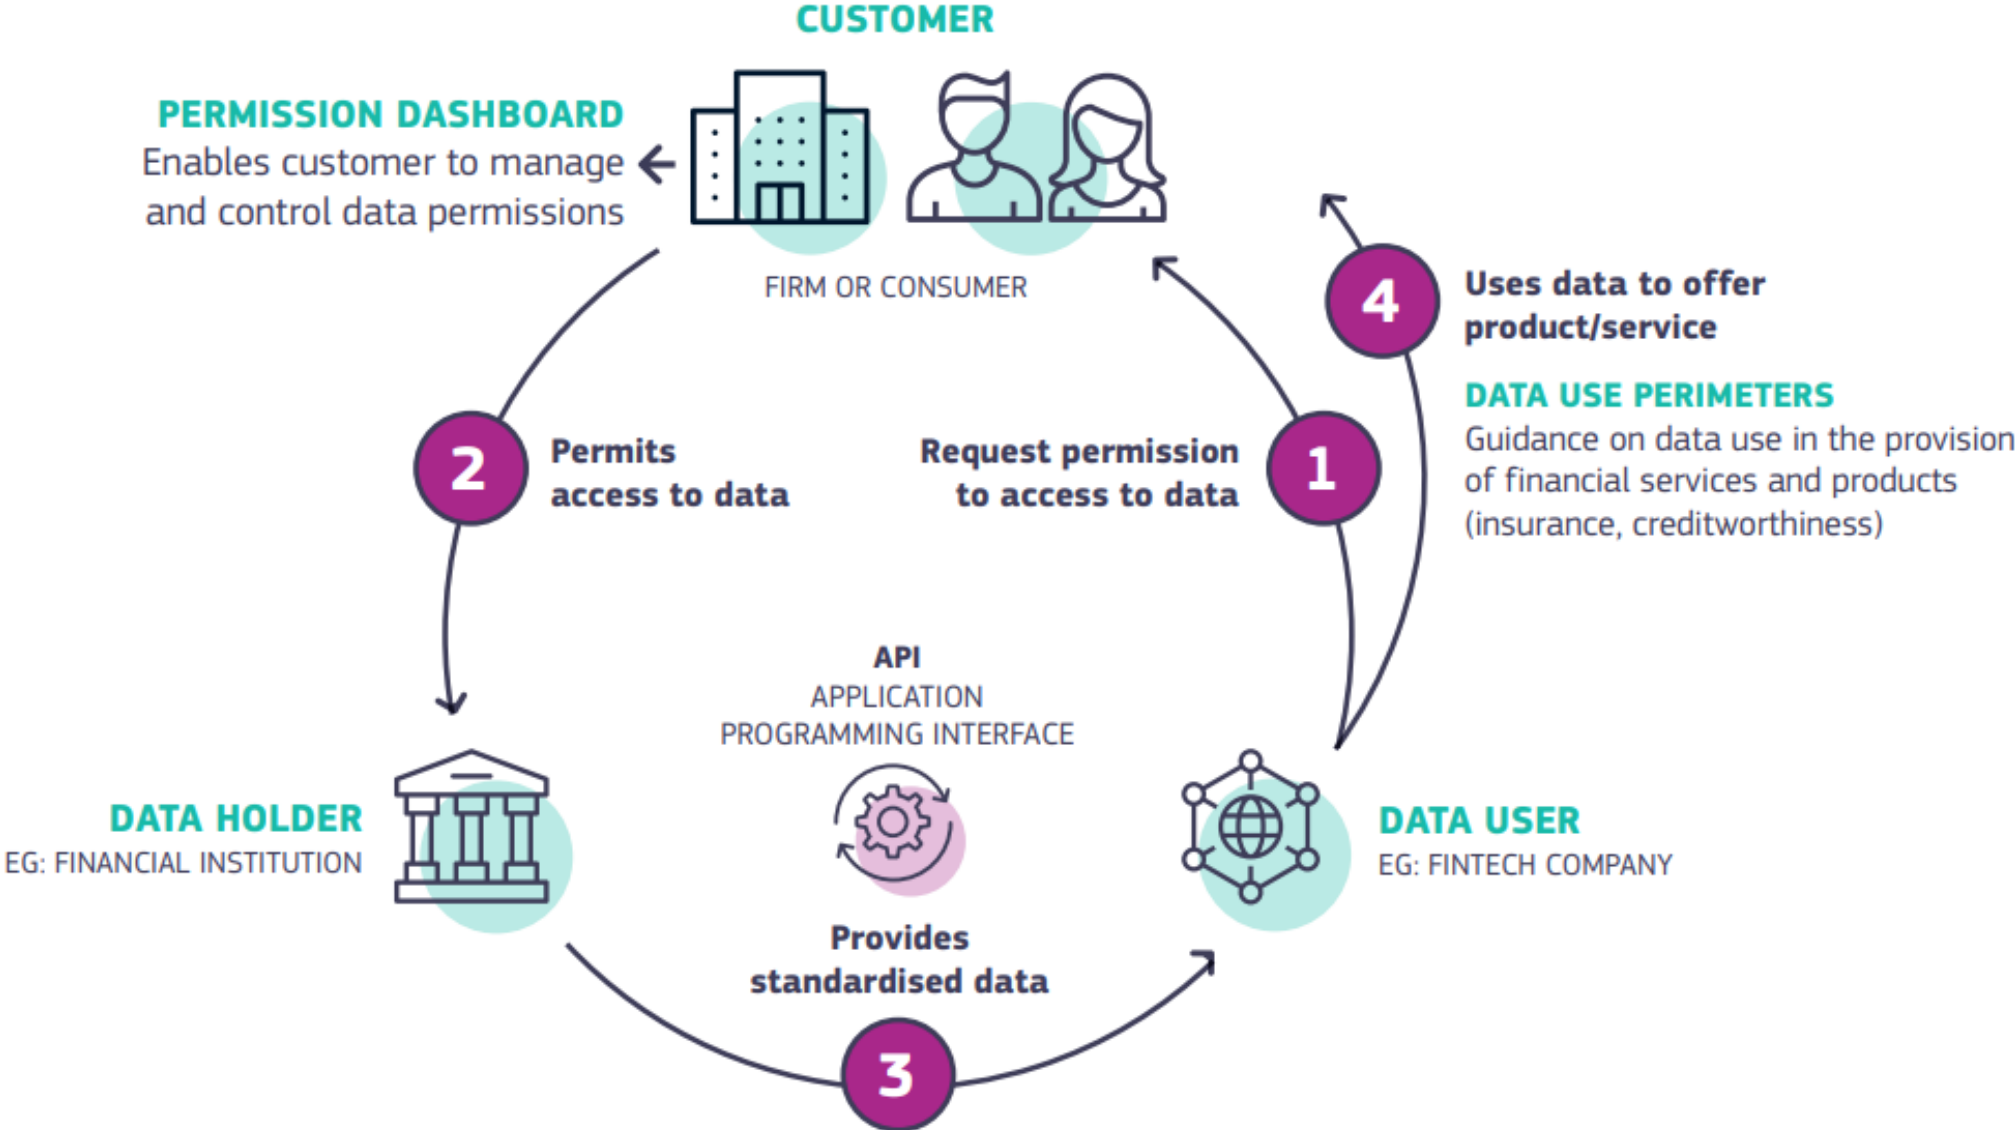 CUSTOMER
PERMISSION DASHBOARD
Enables customer to manage
and control data permissions
FIRM OR CONSUMER
4
Uses data to offer
product/service
DATA USE PERIMETERS
Guidance on data use in the provision
of financial services and products
(insurance, creditworthiness)
2
Permits
access to data
Request permission
to access to data
1
API
APPLICATION
PROGRAMMING INTERFACE
DATA HOLDER
EG: FINANCIAL INSTITUTION
DATA USER
EG: FINTECH COMPANY
Provides
standardised data
3